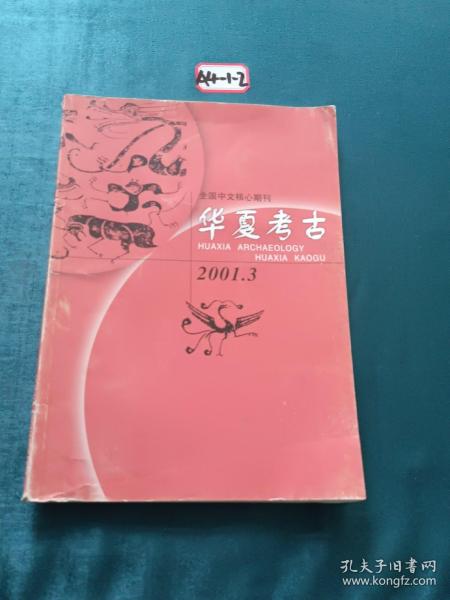 A4-1-2
全国中文核心期刊
华夏考古
HUAXIA ARCHAEOLOGY
HUAXIA KAOGU
2001.3
孔夫子旧书网
www.kongfz.com